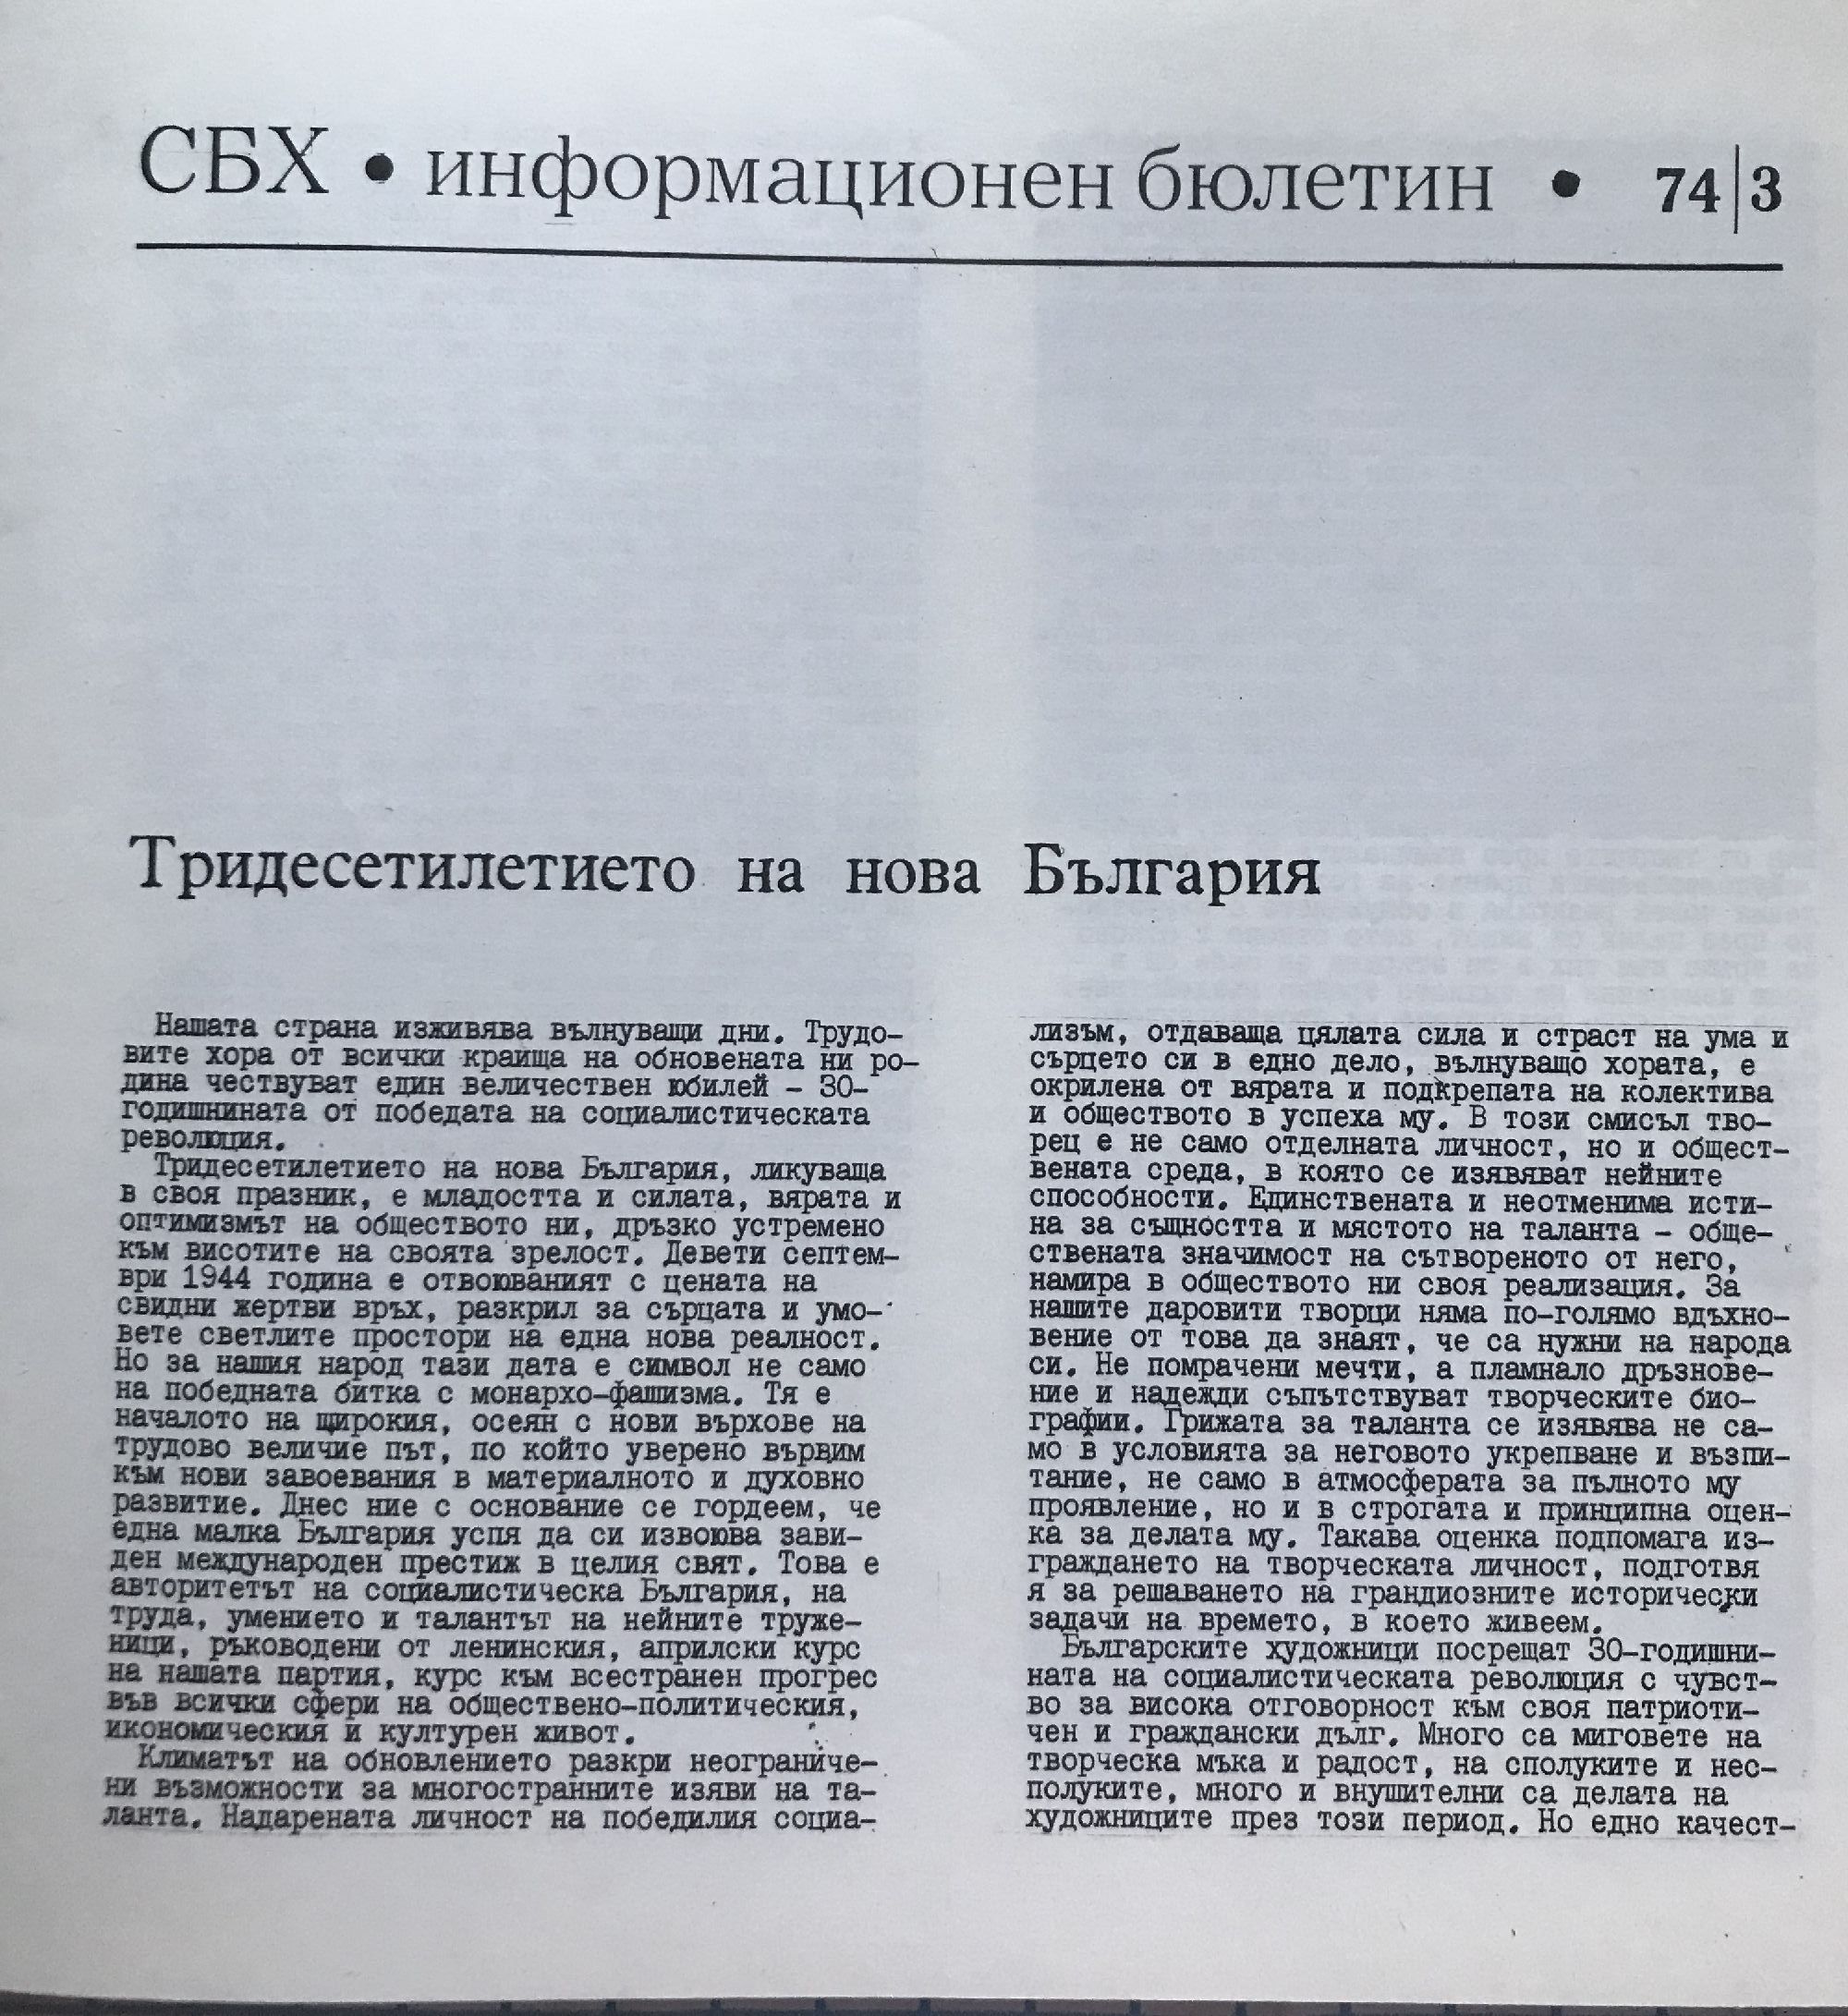 СБХ • информационен бюлетин • 74|3
Тридесетилетието на нова България
Нашата страна изживява вълнуващи дни. Трудо-
вите хора от всички краища на обновената ни ро-
дина чествуват един величествен юбилей - 30-
годишнината от победата на социалистическата
революция.
Тридесетилетието на нова България, ликуваща
в своя празник, е младостта и силата, вярата и
оптимизмът на обществото ни, дръзко устремено
към висотите на своята зрелост. Девети септем-
ври 1944 година е отвоюваният с цената на
свидни жертви връх, разкрил за сърцата и умо-
вете светлите простори на една нова реалност.
Но за нашия народ тази дата е символ не само
на победната битка с монархо-фашизма. Тя е
началото на широкия, осеян с нови върхове на
трудово величие път, по който уверено вървим
към нови завоевания в материалното и духовно
развитие. Днес ние с основание се гордеем, че
една малка България успя да си извоюва зави-
ден международен престиж в целия свят. Това е
авторитетът на социалистическа България, на
труда, умението и талантът на нейните труже-
ници, ръководени от ленинския, априлски курс
на нашата партия, курс към всестранен прогрес
във всички сфери на обществено-политическия,
икономическия и културен живот.
Климатът на обновлението разкри неограниче-
ни възможности за многостранните изяви на та-
ланта. Надарената личност на победилия социа-
лизъм, отдаваща цялата сила и страст на ума и
сърцето си в едно дело, вълнуващо хората, е
окрилена от вярата и подкрепата на колектива
и обществото в успеха му. В този смисъл тво-
рец е не само отделната личност, но и общест-
вената среда, в която се изявяват нейните
способности. Единствената и неотменима исти-
на за същността и мястото на таланта - обще-
ствената значимост на сътвореното от него,
намира в обществото ни своя реализация. За
нашите даровити творци няма по-голямо вдъхно-
вение от това да знаят, че са нужни на народа
си. Не помрачени мечти, а пламнало дръзнове-
ние и надежди съпътствуват творческите био-
графии. Грижата за таланта се изявява не са-
мо в условията за неговото укрепване и възпи-
тание, не само в атмосферата за пълното му
проявление, но и в строгата и принципна оцен-
ка за делата му. Такава оценка подпомага из-
граждането на творческата личност, подготвя
я за решаването на грандиозните исторически
задачи на времето, в което живеем.
Българските художници посрещат 30-годишни-
ната на социалистическата революция с чувст-
во за висока отговорност към своя патриоти-
чен и граждански дълг. Много са миговете на
творческа мъка и радост, на сполуките и нес-
полуките, много и внушителни са делата на
художниците през този период. Но едно качест-